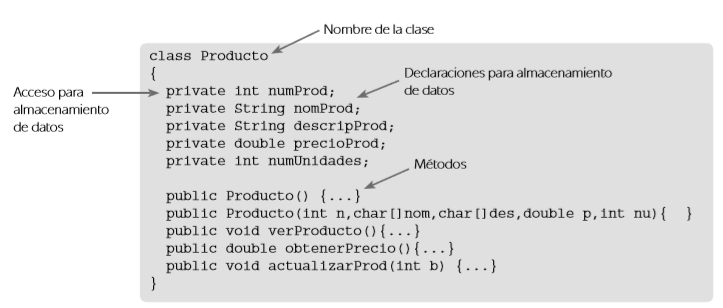 Nombre de la clase
class Producto
{
Acceso para
almacenamiento
de datos
Declaraciones para almacenamiento
de datos
private int numProd;
private String nomProd;
private String descripProd;
private double precioProd;
private int numUnidades;
Métodos
public Producto() {...}
public Producto(int n,char[]nom,char[]des,double p,int nu){  }
public void verProducto(){...}
public double obtenerPrecio(){...}
public void actualizarProd(int b) {...}
}